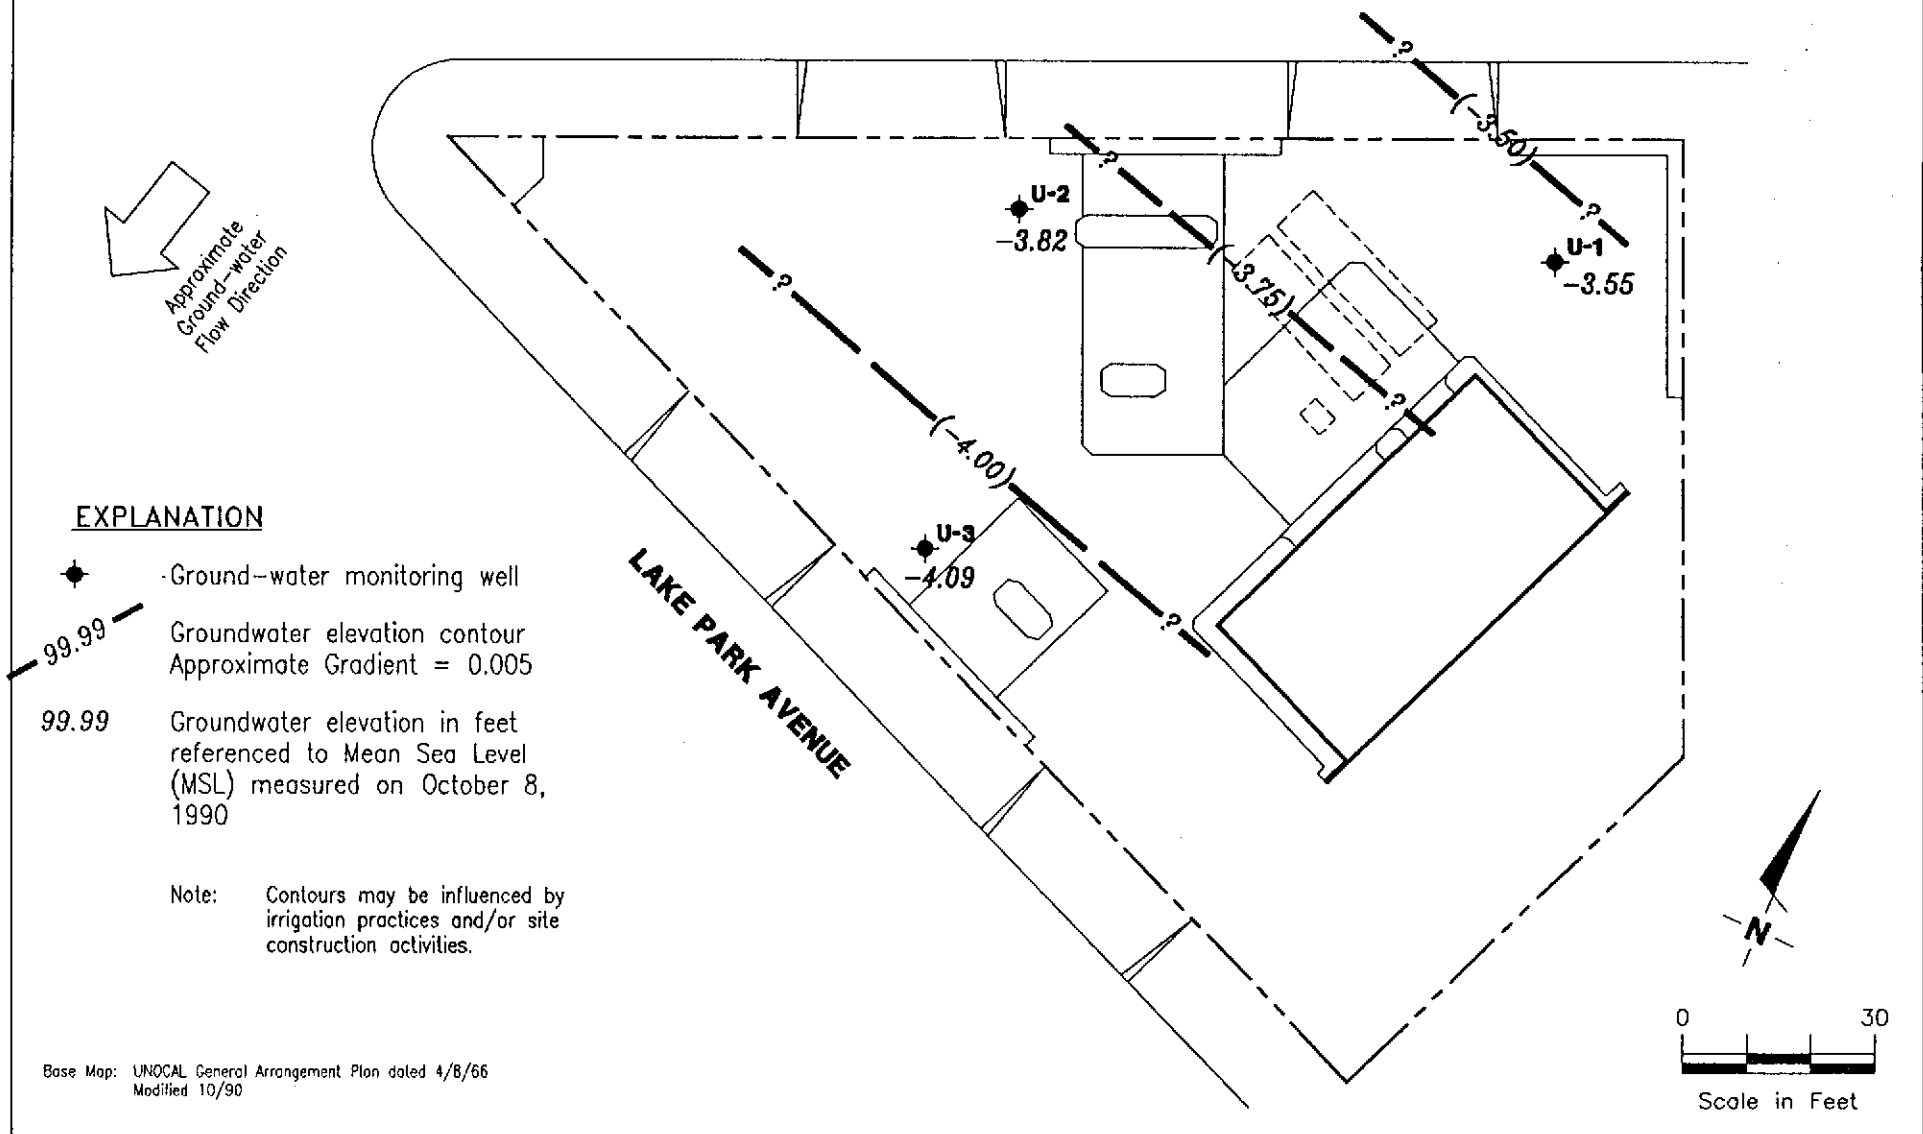 ?
(-3.50)
?
?
U-2
-3.82
(-3.75)
?
U-1
-3.55
Approximate
Ground-water
Flow Direction
?
(-4.00)
?
U-3
-4.09
LAKE PARK AVENUE
EXPLANATION
Ground-water monitoring well
99.99
Groundwater elevation contour
Approximate Gradient = 0.005
99.99
Groundwater elevation in feet
referenced to Mean Sea Level
(MSL) measured on October 8,
1990
Note: Contours may be influenced by
irrigation practices and/or site
construction activities.
N
0 30
Scale in Feet
Base Map: UNOCAL General Arrangement Plan dated 4/8/66
Modified 10/90